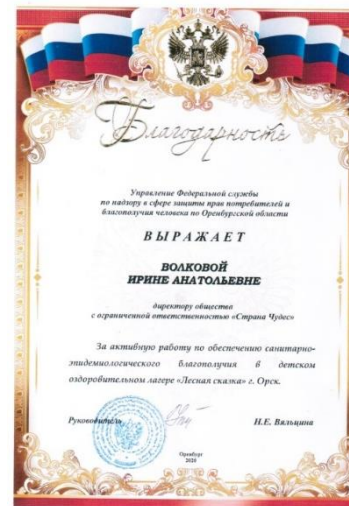 Благодарность
Управление Федеральной службы
по надзору в сфере защиты прав потребителей и
благополучия человека по Оренбургской области
ВЫРАЖАЕТ
ВОЛКОВОЙ
ИРИНЕ АНАТОЛЬЕВНЕ
директору общества
с ограниченной ответственностью «Страна Чудес»
За активную работу по обеспечению санитарно-
эпидемиологического благополучия в детском
оздоровительном лагере «Лесная сказка» г. Орск.
Руководитель Н.Е. Вяльцина
Оренбург
2020